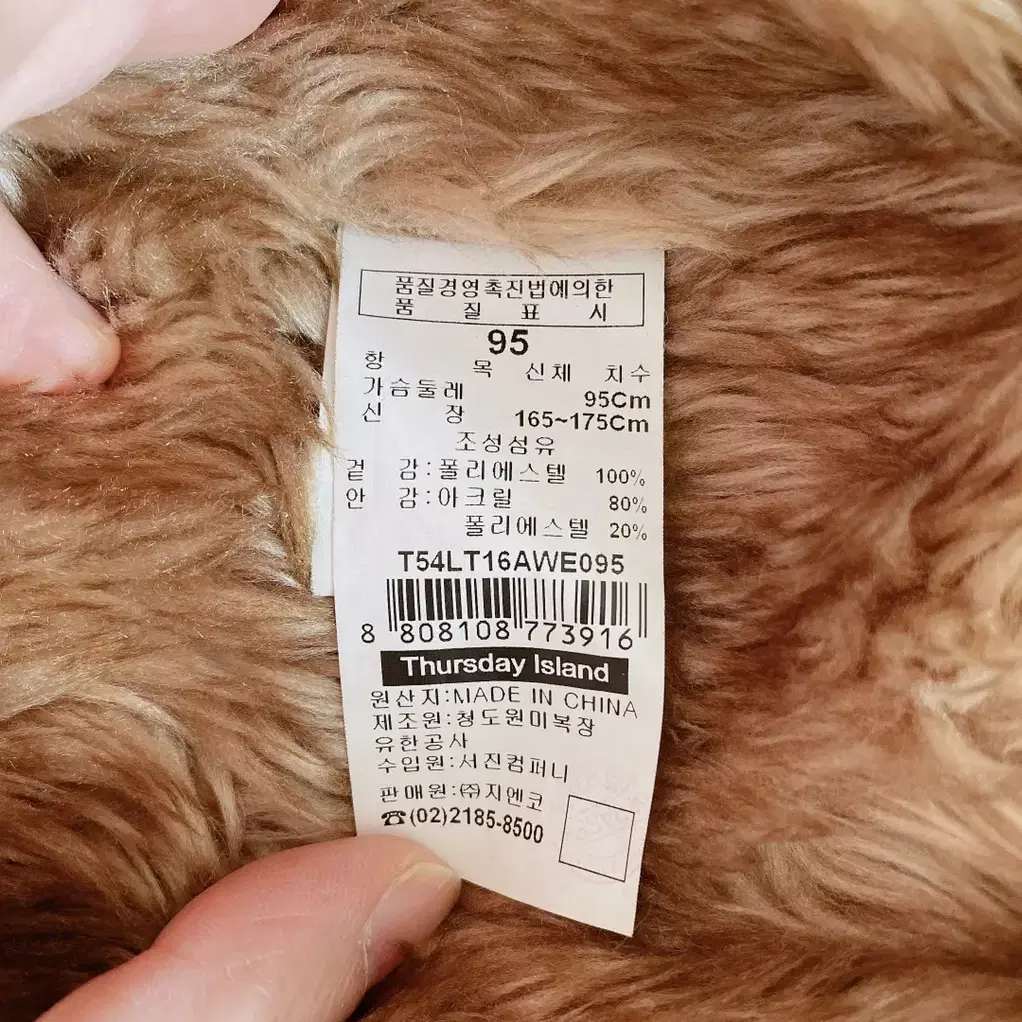 품질경영촉진법에의한
품 질 표 시
95
항 목 신체 치수
가슴둘레 95Cm
신 장 165~175Cm
조성섬유
겉 감:폴리에스텔 100%
안 감:아크릴 80%
폴리에스텔 20%
T54LT16AWE095
8 808108 773916
Thursday Island
원산지:MADE IN CHINA
제조원:청도원미복장
유한공사
수입원:서진컴퍼니
판매원:㈜지엔코
☎(02)2185-8500